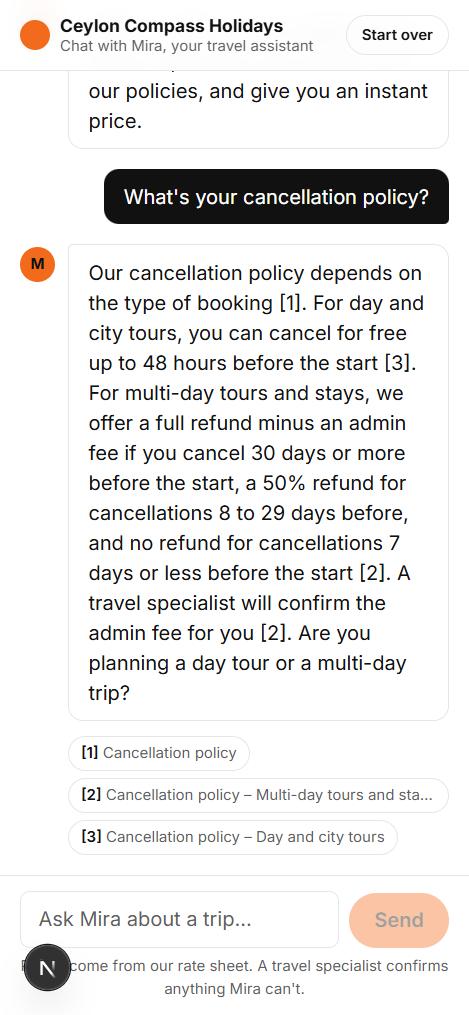 Ceylon Compass Holidays
Chat with Mira, your travel assistant
Start over
our policies, and give you an instant
price.
What's your cancellation policy?
M
Our cancellation policy depends on
the type of booking [1]. For day and
city tours, you can cancel for free
up to 48 hours before the start [3].
For multi-day tours and stays, we
offer a full refund minus an admin
fee if you cancel 30 days or more
before the start, a 50% refund for
cancellations 8 to 29 days before,
and no refund for cancellations 7
days or less before the start [2]. A
travel specialist will confirm the
admin fee for you [2]. Are you
planning a day tour or a multi-day
trip?
[1] Cancellation policy
[2] Cancellation policy – Multi-day tours and sta...
[3] Cancellation policy – Day and city tours
Ask Mira about a trip...
Send
N
come from our rate sheet. A travel specialist confirms
anything Mira can't.